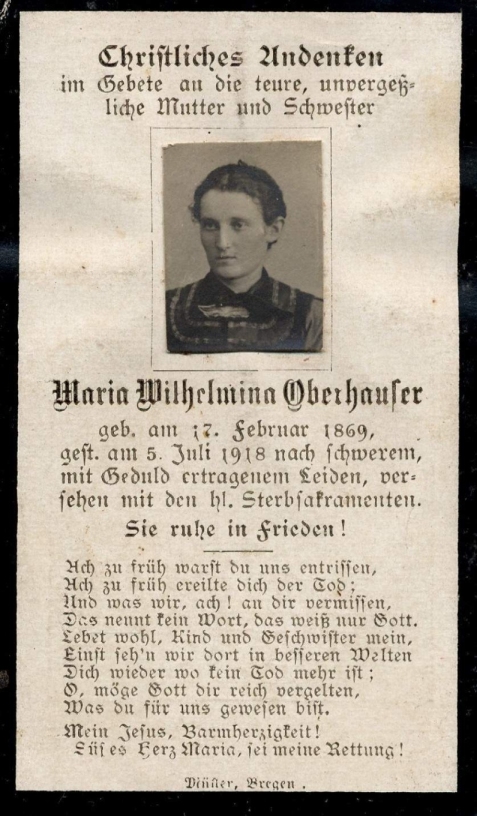 Christliches Andenken
im Gebete an die teure, unvergeß-
liche Mutter und Schwester
Maria Wilhelmina Oberhauser
geb. am 17. Februar 1869,
gest. am 5. Juli 1918 nach schwerem,
mit Geduld ertragenem Leiden, ver-
sehen mit den hl. Sterbsakramenten.
Sie ruhe in Frieden!
Ach zu früh warst du uns entrissen,
Ach zu früh ereilte dich der Tod;
Und was wir, ach! an dir vermissen,
Das nennt kein Wort, das weiß nur Gott.
Lebet wohl, Kind und Geschwister mein,
Einst seh'n wir dort in besseren Welten
Dich wieder wo kein Tod mehr ist;
O, möge Gott dir reich vergelten,
Was du für uns gewesen bist.
Mein Jesus, Barmherzigkeit!
Süßes Herz Maria, sei meine Rettung!
Bregen.